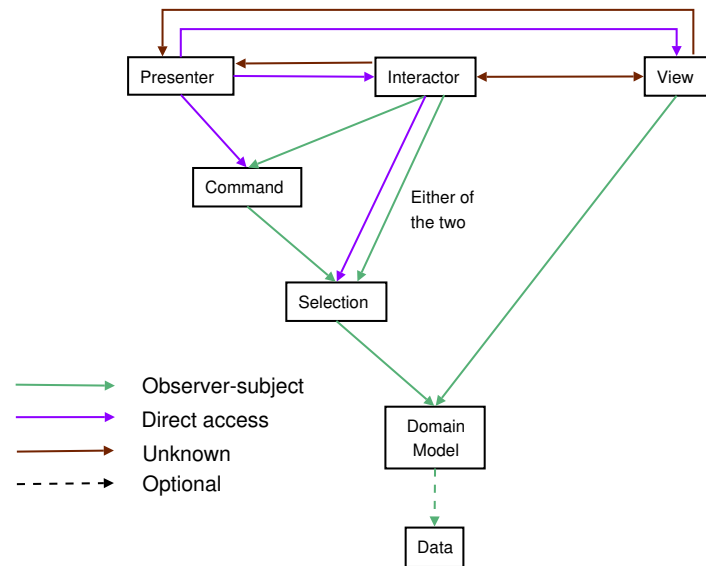 Presenter
Interactor
View
Command
Either of
the two
Selection
Observer-subject
Direct access
Unknown
Optional
Domain
Model
Data